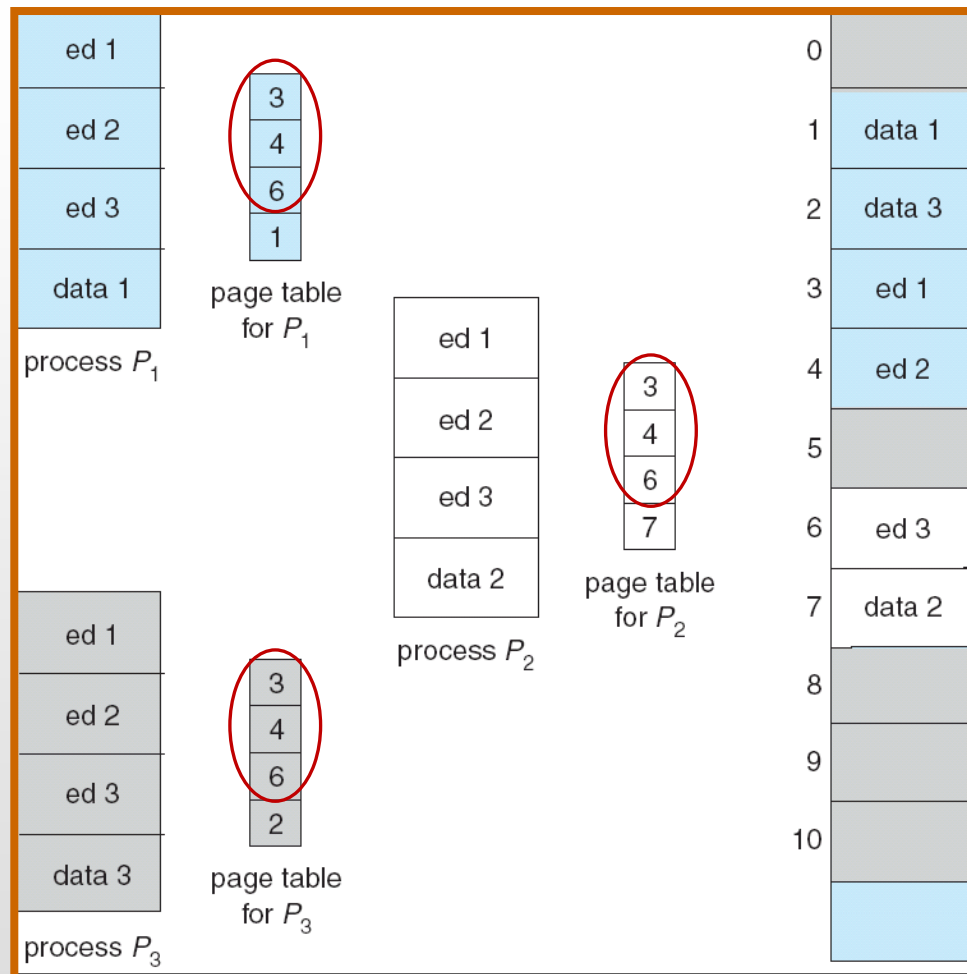 ed 1
ed 2
ed 3
data 1
process P1
3
4
6
1
page table
for P1
ed 1
ed 2
ed 3
data 2
process P2
3
4
6
7
page table
for P2
ed 1
ed 2
ed 3
data 3
process P3
3
4
6
2
page table
for P3
0
1 data 1
2 data 3
3 ed 1
4 ed 2
5
6 ed 3
7 data 2
8
9
10